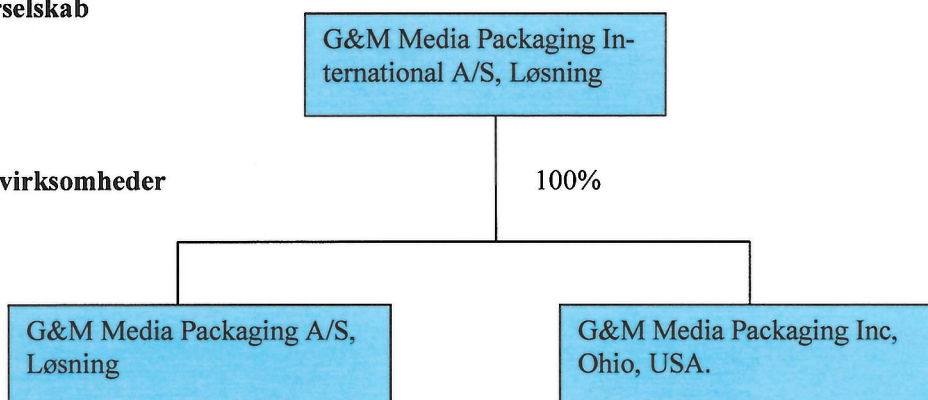 rselskab
G&M Media Packaging In-
ternational A/S, Løsning
virksomheder
100%
G&M Media Packaging A/S,
Løsning
G&M Media Packaging Inc,
Ohio, USA.